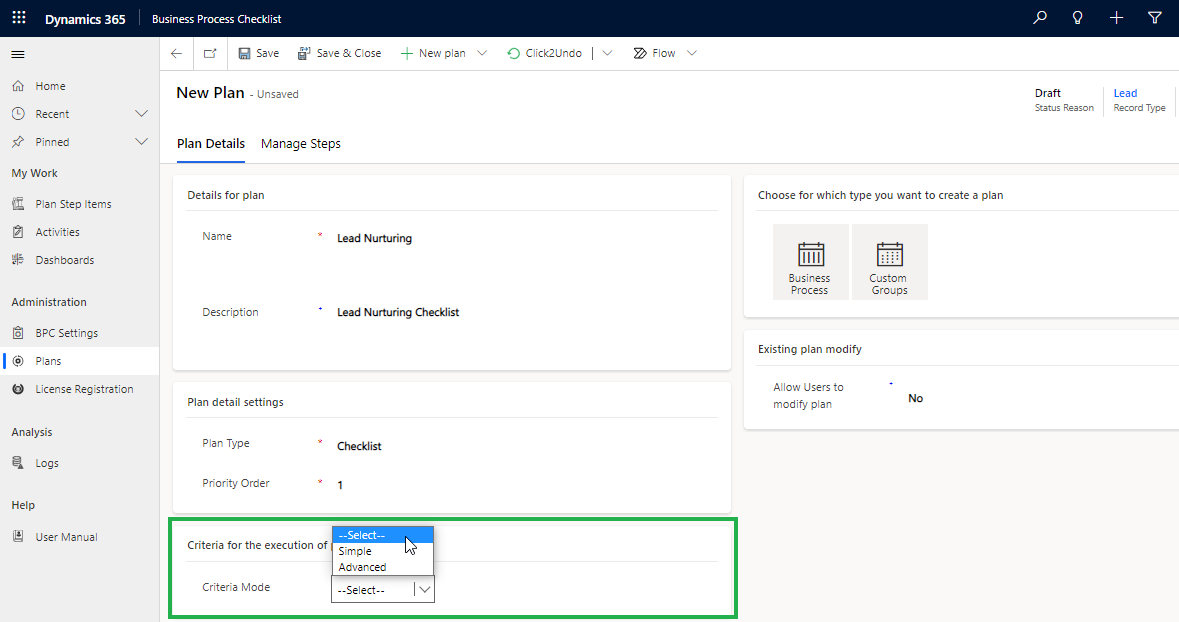 Dynamics 365 Business Process Checklist
Save Save & Close New plan Click2Undo Flow
Home
Recent
Pinned
My Work
Plan Step Items
Activities
Dashboards
Administration
BPC Settings
Plans
License Registration
Analysis
Logs
Help
User Manual
New Plan - Unsaved
Draft
Status Reason
Lead
Record Type
Plan Details Manage Steps
Details for plan
Name * Lead Nurturing
Description * Lead Nurturing Checklist
Plan detail settings
Plan Type * Checklist
Priority Order * 1
Criteria for the execution of
--Select--
Simple
Advanced
Criteria Mode --Select--
Choose for which type you want to create a plan
Business
Process
Custom
Groups
Existing plan modify
Allow Users to
modify plan
* No